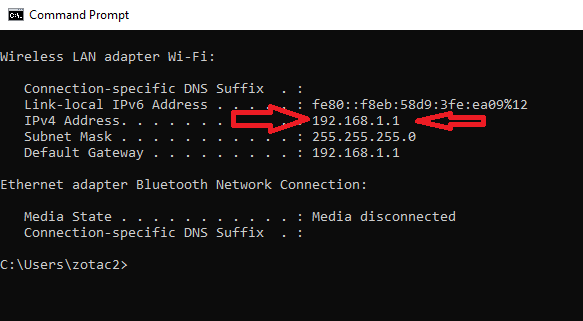 Command Prompt
Wireless LAN adapter Wi-Fi:
Connection-specific DNS Suffix . :
Link-local IPv6 Address . . . . . : fe80::f8eb:58d9:3fe:ea09%12
IPv4 Address. . . . . . . . : 192.168.1.1
Subnet Mask . . . . . . . . . . . : 255.255.255.0
Default Gateway . . . . . . . . . : 192.168.1.1
Ethernet adapter Bluetooth Network Connection:
Media State . . . . . . . . . . . : Media disconnected
Connection-specific DNS Suffix . :
C:\Users\zotac2>